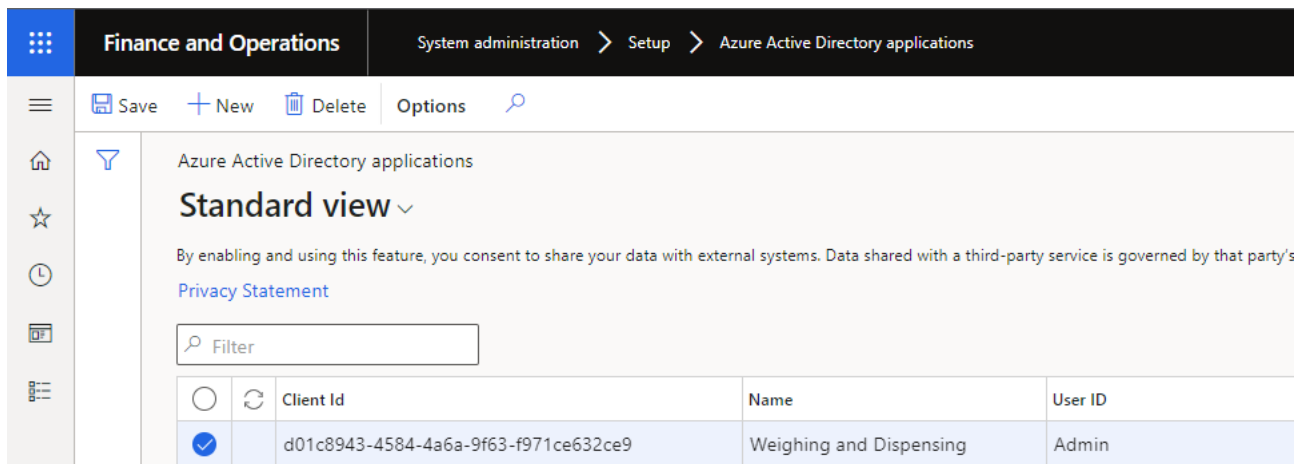 Finance and Operations System administration > Setup > Azure Active Directory applications
Save + New Delete Options
Azure Active Directory applications
Standard view
By enabling and using this feature, you consent to share your data with external systems. Data shared with a third-party service is governed by that party's
Privacy Statement
Filter
Client Id Name User ID
d01c8943-4584-4a6a-9f63-f971ce632ce9 Weighing and Dispensing Admin